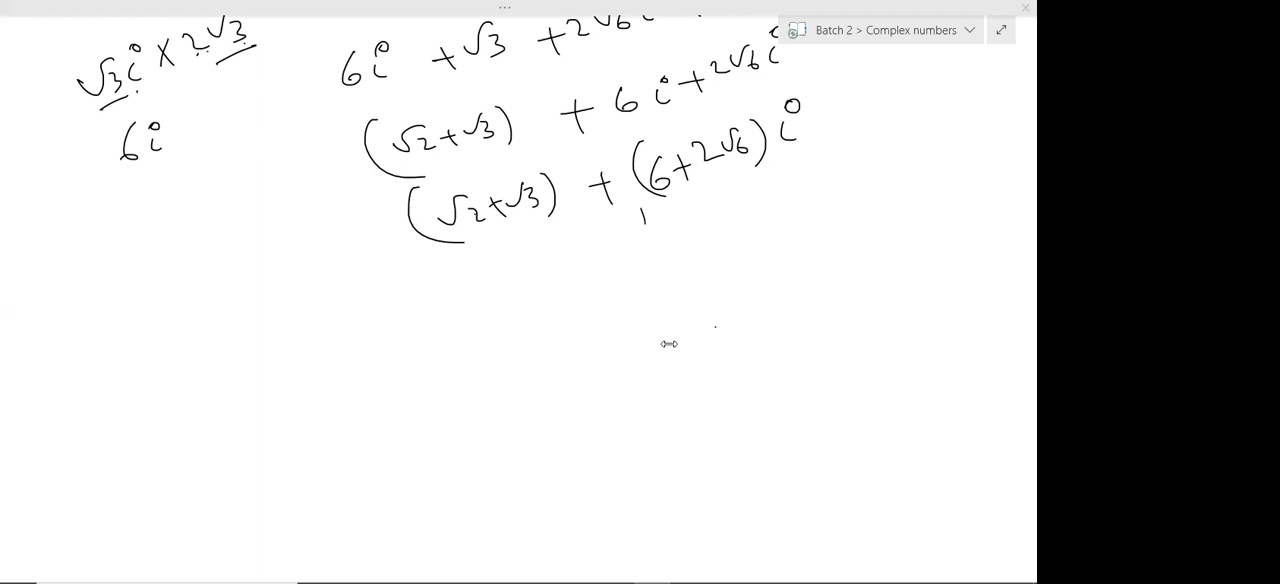 Batch 2 > Complex numbers
√3i × 2√3
6i
6i + √3 + 2√6
(√2+√3) + 6i + 2√6i
(√2+√3) + (6+2√6)i